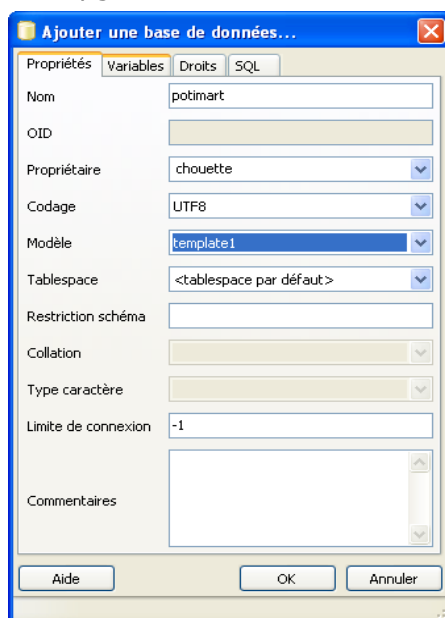 Ajouter une base de données...
Propriétés Variables Droits SQL
Nom potimart
OID
Propriétaire chouette
Codage UTF8
Modèle template1
Tablespace <tablespace par défaut>
Restriction schéma
Collation
Type caractère
Limite de connexion -1
Commentaires
Aide OK Annuler